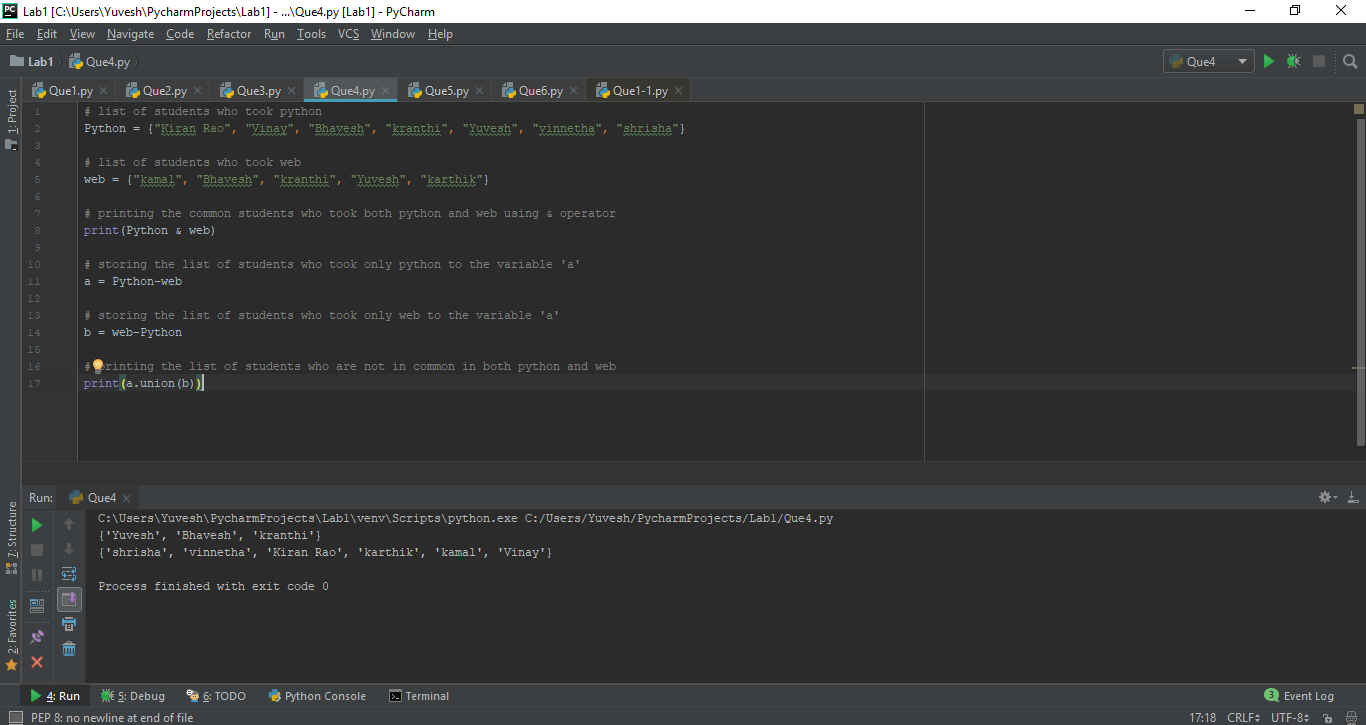 Lab1 [C:\Users\Yuvesh\PycharmProjects\Lab1] - ...\Que4.py [Lab1] - PyCharm
File Edit View Navigate Code Refactor Run Tools VCS Window Help
Lab1 Que4.py Que4
Que1.py Que2.py Que3.py Que4.py Que5.py Que6.py Que1-1.py
1: Project
1 # list of students who took python
2 Python = {"Kiran Rao", "Vinay", "Bhavesh", "kranthi", "Yuvesh", "vinnetha", "shrisha"}
3
4 # list of students who took web
5 web = {"kamal", "Bhavesh", "kranthi", "Yuvesh", "karthik"}
6
7 # printing the common students who took both python and web using & operator
8 print(Python & web)
9
10 # storing the list of students who took only python to the variable 'a'
11 a = Python-web
12
13 # storing the list of students who took only web to the variable 'a'
14 b = web-Python
15
16 # rinting the list of students who are not in common in both python and web
17 print(a.union(b))
Run: Que4
7: Structure
2: Favorites
C:\Users\Yuvesh\PycharmProjects\Lab1\venv\Scripts\python.exe C:/Users/Yuvesh/PycharmProjects/Lab1/Que4.py
{'Yuvesh', 'Bhavesh', 'kranthi'}
{'shrisha', 'vinnetha', 'Kiran Rao', 'karthik', 'kamal', 'Vinay'}
Process finished with exit code 0
4: Run 5: Debug 6: TODO Python Console Terminal 3 Event Log
PEP 8: no newline at end of file 17:18 CRLF UTF-8